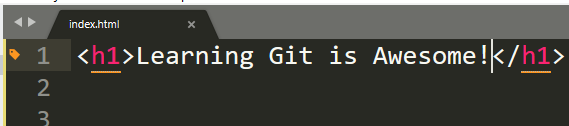 index.html
1 <h1>Learning Git is Awesome!</h1>
2
3